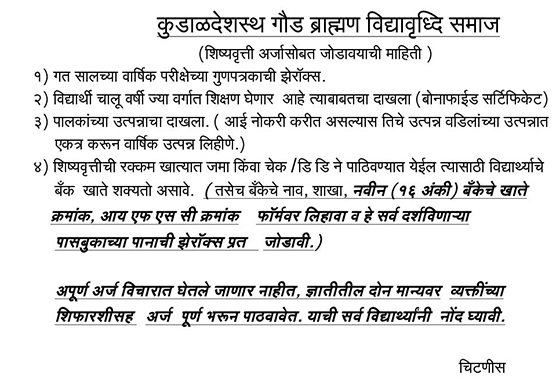 कुडाळदेशस्थ गौड ब्राह्मण विद्यावृध्दि समाज
(शिष्यवृत्ती अर्जासोबत जोडावयाची माहिती )
१) गत सालच्या वार्षिक परीक्षेच्या गुणपत्रकाची झेरॉक्स.
२) विद्यार्थी चालू वर्षी ज्या वर्गात शिक्षण घेणार आहे त्याबाबतचा दाखला (बोनाफाईड सर्टिफिकेट)
३) पालकांच्या उत्पन्नाचा दाखला. ( आई नोकरी करीत असल्यास तिचे उत्पन्न वडिलांच्या उत्पन्नात
एकत्र करून वार्षिक उत्पन्न लिहीणे.)
४) शिष्यवृत्तीची रक्कम खात्यात जमा किंवा चेक /डि डि ने पाठविण्यात येईल त्यासाठी विद्यार्थ्याचे
बँक खाते शक्यतो असावे. ( तसेच बँकेचे नाव, शाखा, नवीन (१६ अंकी) बँकेचे खाते
क्रमांक, आय एफ एस सी क्रमांक फॉर्मवर लिहावा व हे सर्व दर्शविणाऱ्या
पासबुकाच्या पानाची झेरॉक्स प्रत जोडावी.)
अपूर्ण अर्ज विचारात घेतले जाणार नाहीत, ज्ञातीतील दोन मान्यवर व्यक्तींच्या
शिफारशीसह अर्ज पूर्ण भरून पाठवावेत. याची सर्व विद्यार्थ्यांनी नोंद घ्यावी.
चिटणीस